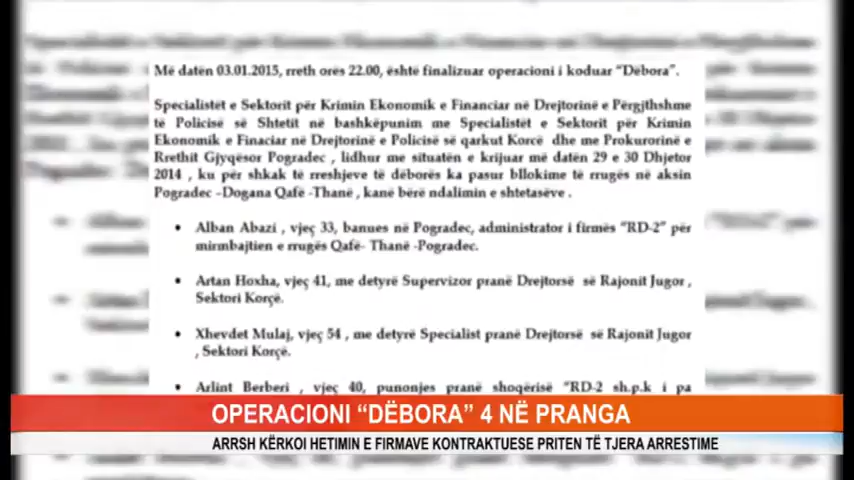 Më datën 03.01.2015, rreth orës 22.00, është finalizuar operacioni i koduar “Dëbora”.
Specialistët e Sektorit për Krimin Ekonomik e Financiar në Drejtorinë e Përgjthshme
të Policisë së Shtetit në bashkëpunim me Specialistët e Sektorit për Krimin
Ekonomik e Finaciar në Drejtorinë e Policisë së qarkut Korcë dhe me Prokurorinë e
Rrethit Gjyqësor Pogradec , lidhur me situatën e krijuar më datën 29 e 30 Dhjetor
2014 , ku për shkak të rreshjeve të dëborës ka pasur bllokime të rrugës në aksin
Pogradec –Dogana Qafë –Thanë , kanë bërë ndalimin e shtetasëve .
• Alban Abazi , vjeç 33, banues në Pogradec, administrator i firmës “RD-2” për
mirmbajtien e rrugës Qafë- Thanë -Pogradec.
• Artan Hoxha, vjeç 41, me detyrë Supervizor pranë Drejtorsë së Rajonit Jugor ,
Sektori Korçë.
• Xhevdet Mulaj, vjeç 54 , me detyrë Specialist pranë Drejtorsë së Rajonit Jugor
, Sektori Korçë.
• Arlint Berberi , vjeç 40, punonjes pranë shoqërisë “RD-2 sh.p.k i pa
OPERACIONI “DËBORA” 4 NË PRANGA
ARRSH KËRKOI HETIMIN E FIRMAVE KONTRAKTUESE PRITEN TË TJERA ARRESTIME